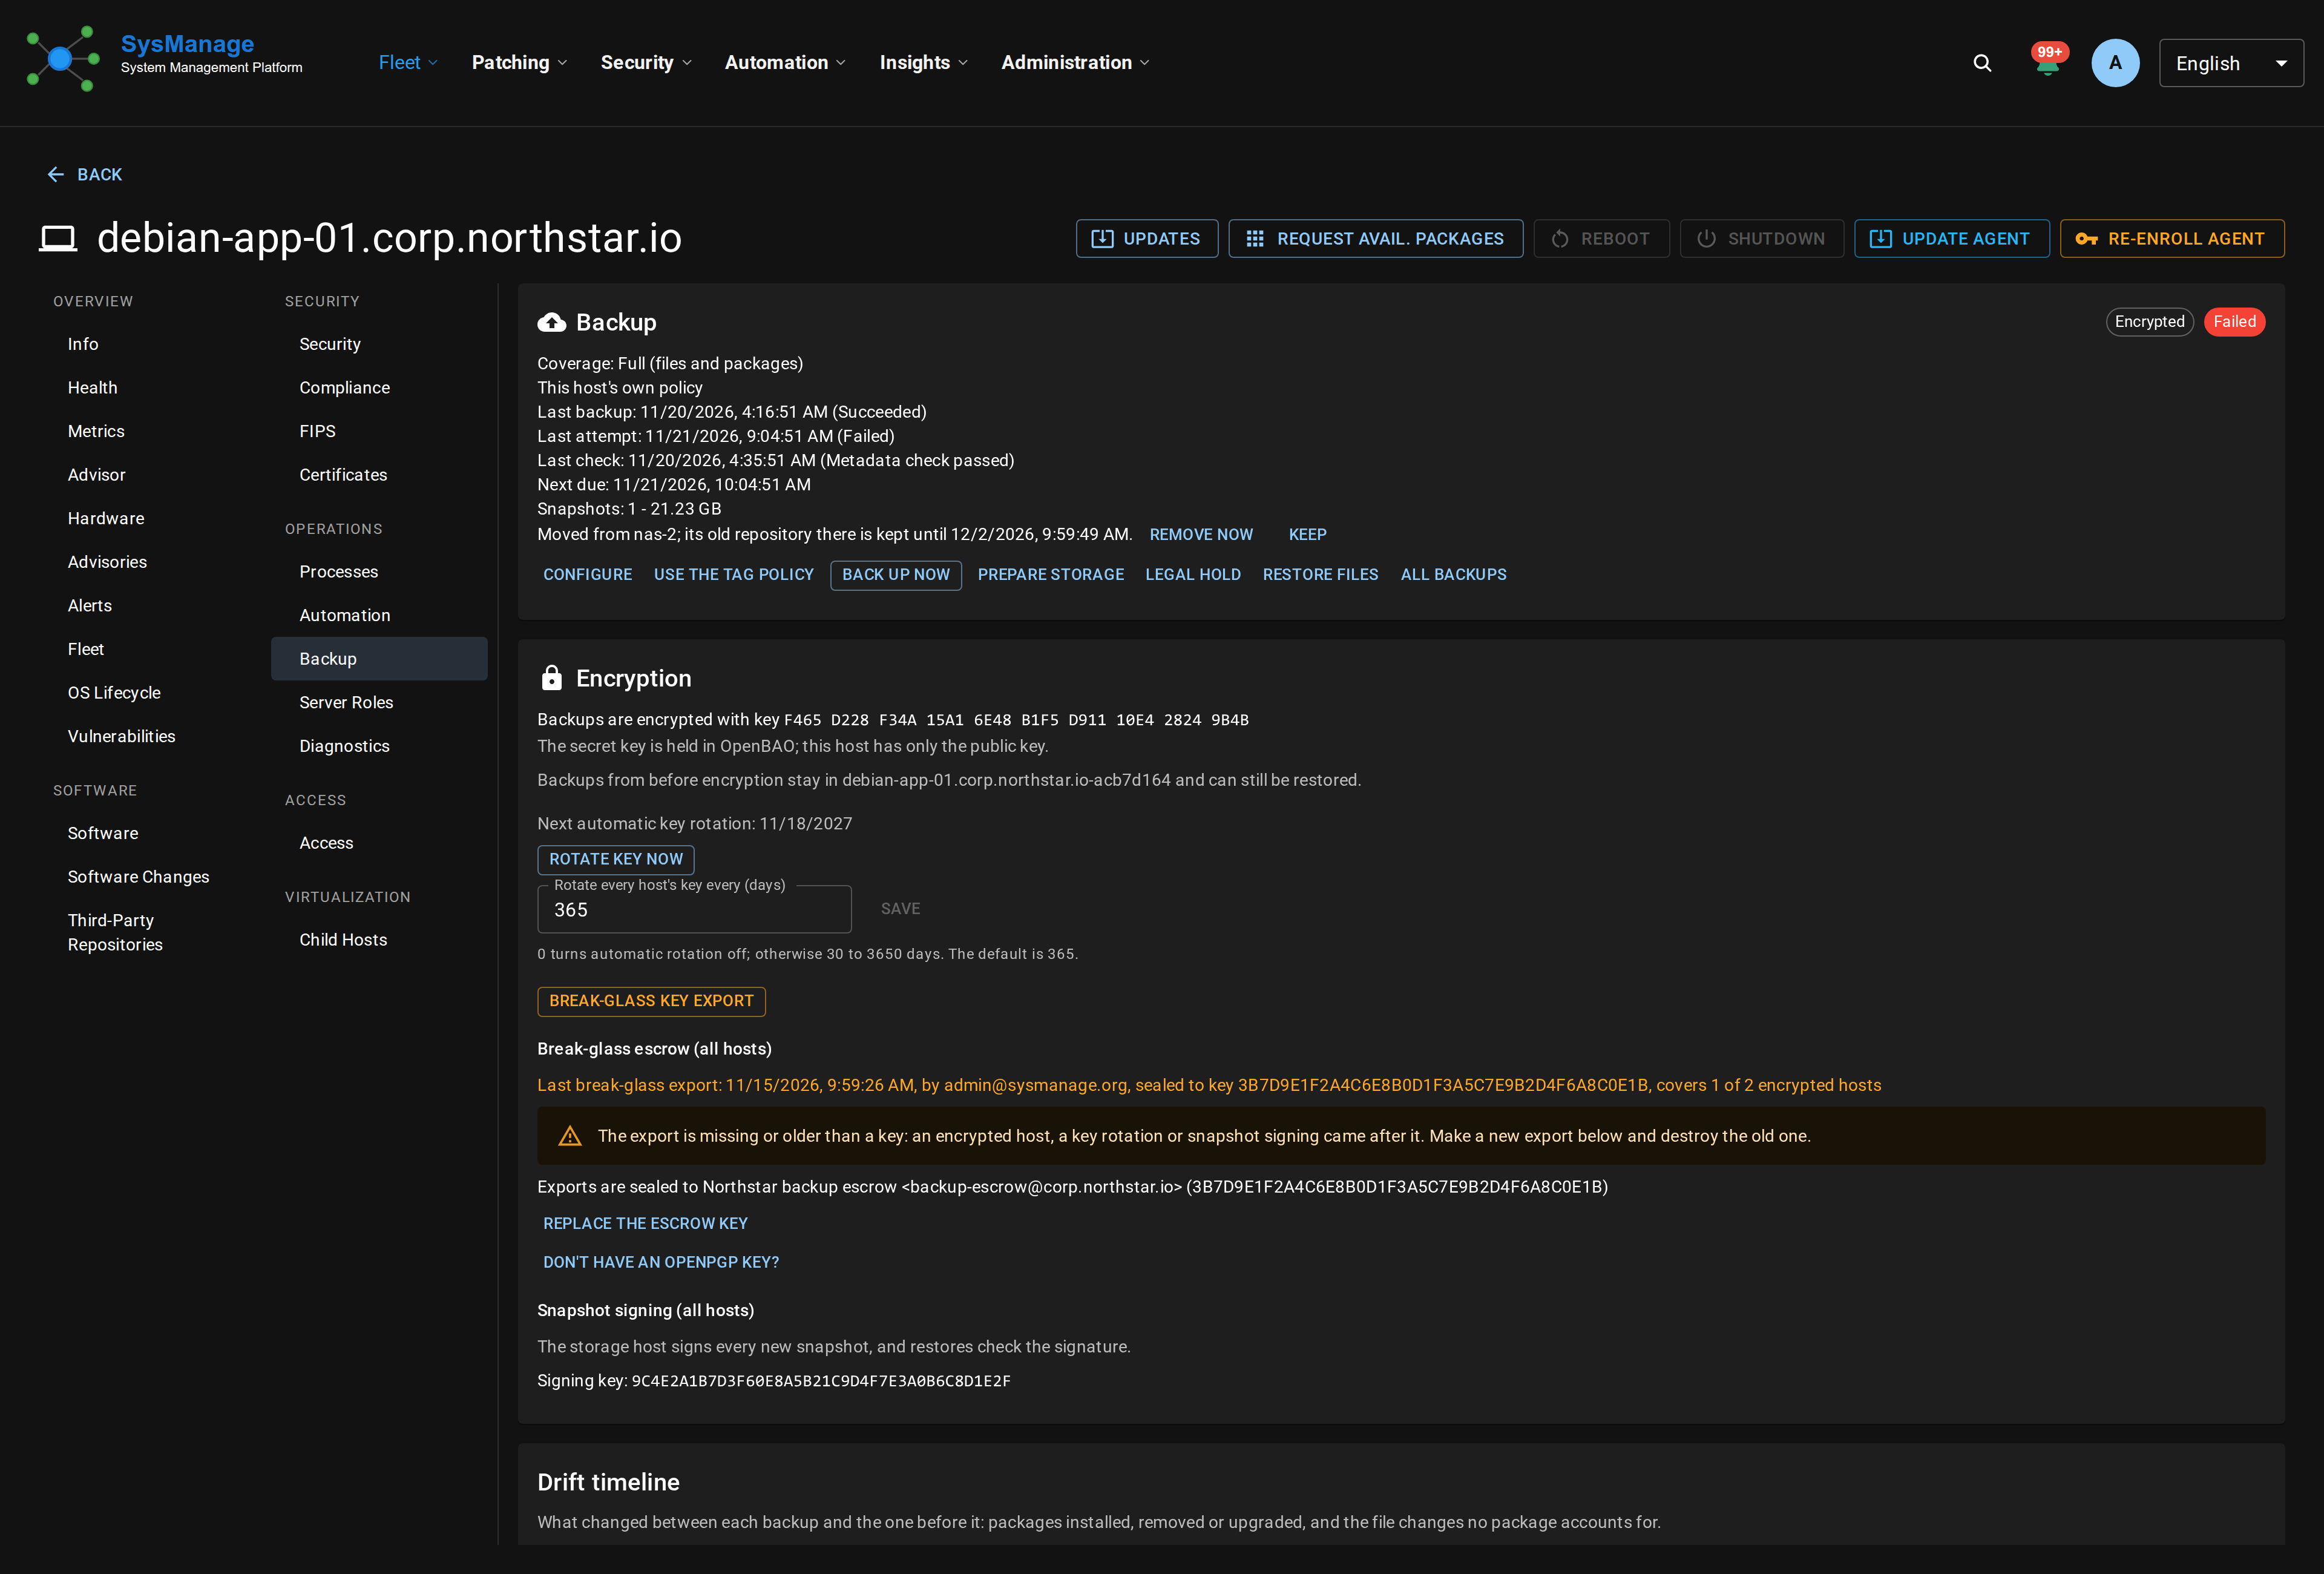 SysManage
System Management Platform
Fleet
Patching
Security
Automation
Insights
Administration
99+
A
English
BACK
debian-app-01.corp.northstar.io
UPDATES
REQUEST AVAIL. PACKAGES
REBOOT
SHUTDOWN
UPDATE AGENT
RE-ENROLL AGENT
OVERVIEW
Info
Health
Metrics
Advisor
Hardware
Advisories
Alerts
Fleet
OS Lifecycle
Vulnerabilities
SOFTWARE
Software
Software Changes
Third-Party
Repositories
SECURITY
Security
Compliance
FIPS
Certificates
OPERATIONS
Processes
Automation
Backup
Server Roles
Diagnostics
ACCESS
Access
VIRTUALIZATION
Child Hosts
Backup
Encrypted
Failed
Coverage: Full (files and packages)
This host's own policy
Last backup: 11/20/2026, 4:16:51 AM (Succeeded)
Last attempt: 11/21/2026, 9:04:51 AM (Failed)
Last check: 11/20/2026, 4:35:51 AM (Metadata check passed)
Next due: 11/21/2026, 10:04:51 AM
Snapshots: 1 - 21.23 GB
Moved from nas-2; its old repository there is kept until 12/2/2026, 9:59:49 AM. REMOVE NOW KEEP
CONFIGURE USE THE TAG POLICY BACK UP NOW PREPARE STORAGE LEGAL HOLD RESTORE FILES ALL BACKUPS
Encryption
Backups are encrypted with key F465 D228 F34A 15A1 6E48 B1F5 D911 10E4 2824 9B4B
The secret key is held in OpenBAO; this host has only the public key.
Backups from before encryption stay in debian-app-01.corp.northstar.io-acb7d164 and can still be restored.
Next automatic key rotation: 11/18/2027
ROTATE KEY NOW
Rotate every host's key every (days)
365
SAVE
0 turns automatic rotation off; otherwise 30 to 3650 days. The default is 365.
BREAK-GLASS KEY EXPORT
Break-glass escrow (all hosts)
Last break-glass export: 11/15/2026, 9:59:26 AM, by admin@sysmanage.org, sealed to key 3B7D9E1F2A4C6E8B0D1F3A5C7E9B2D4F6A8C0E1B, covers 1 of 2 encrypted hosts
The export is missing or older than a key: an encrypted host, a key rotation or snapshot signing came after it. Make a new export below and destroy the old one.
Exports are sealed to Northstar backup escrow <backup-escrow@corp.northstar.io> (3B7D9E1F2A4C6E8B0D1F3A5C7E9B2D4F6A8C0E1B)
REPLACE THE ESCROW KEY
DON'T HAVE AN OPENPGP KEY?
Snapshot signing (all hosts)
The storage host signs every new snapshot, and restores check the signature.
Signing key: 9C4E2A1B7D3F60E8A5B21C9D4F7E3A0B6C8D1E2F
Drift timeline
What changed between each backup and the one before it: packages installed, removed or upgraded, and the file changes no package accounts for.